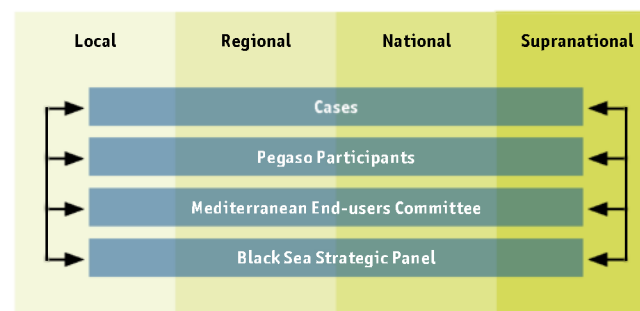 Local Regional National Supranational
Cases
Pegaso Participants
Mediterranean End-users Committee
Black Sea Strategic Panel